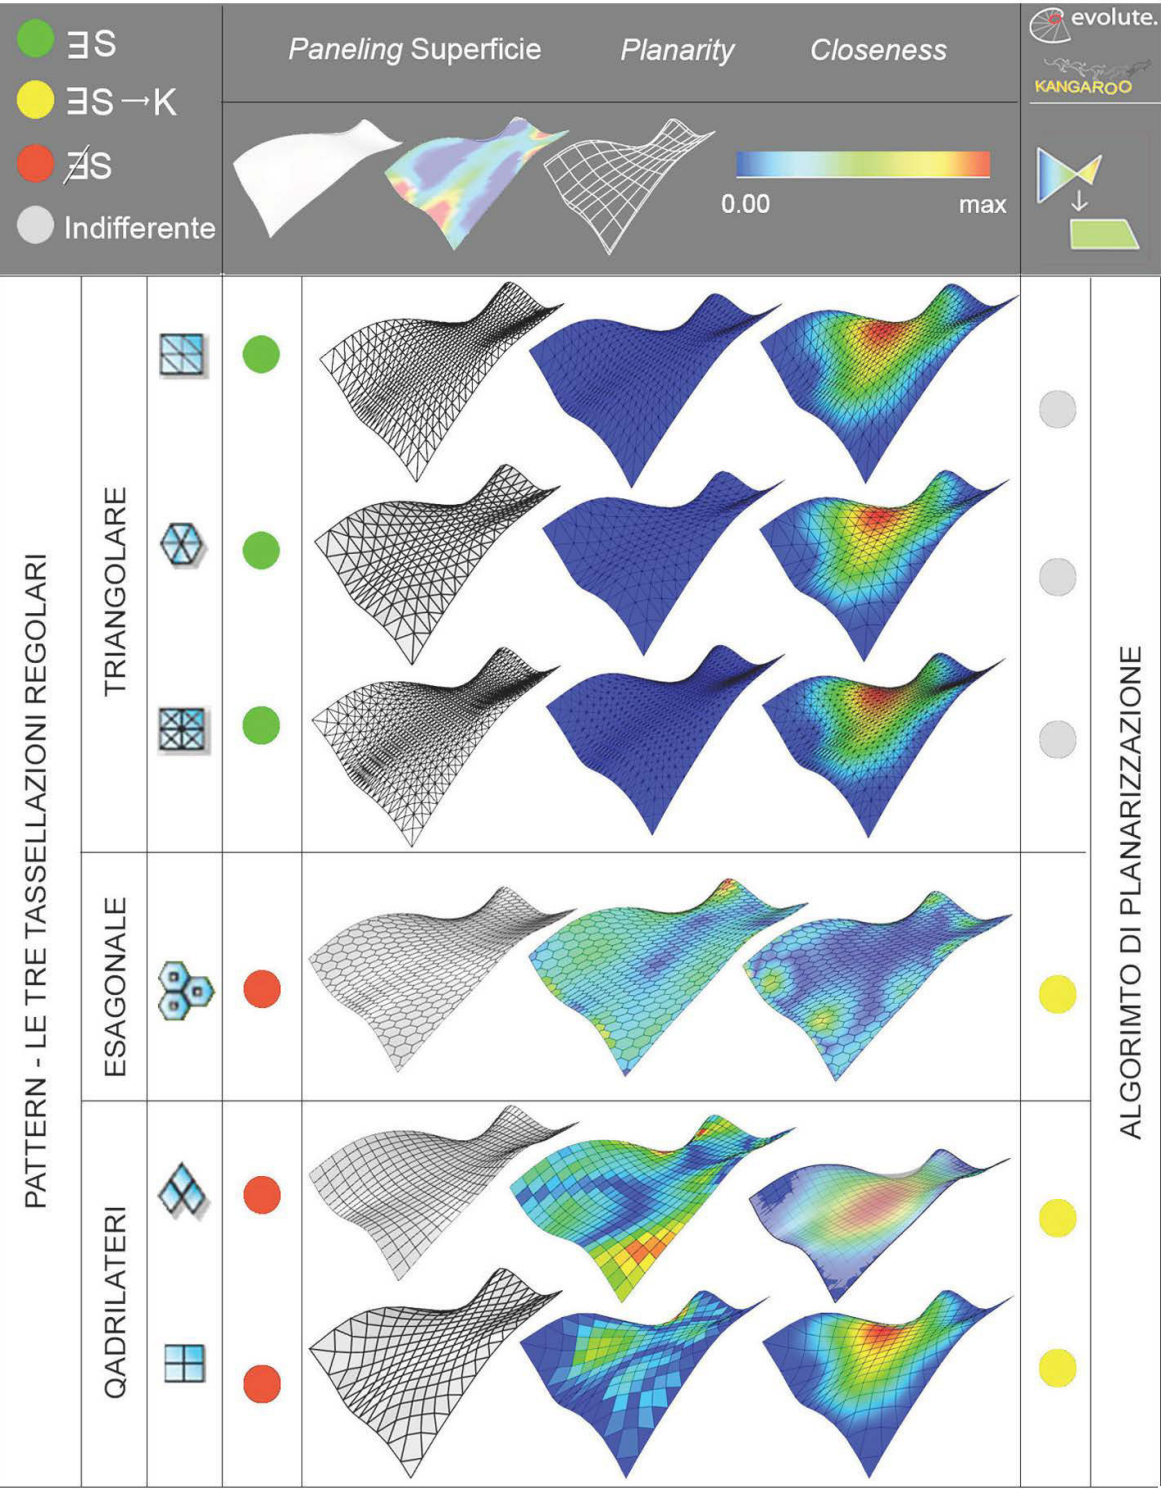 ∃S
∃S→K
∄S
Indifferente
Paneling Superficie
Planarity
Closeness
0.00
max
evolute.
KANGAROO
PATTERN - LE TRE TASSELLAZIONI REGOLARI
TRIANGOLARE
ESAGONALE
QADRILATERI
ALGORIMTO DI PLANARIZZAZIONE